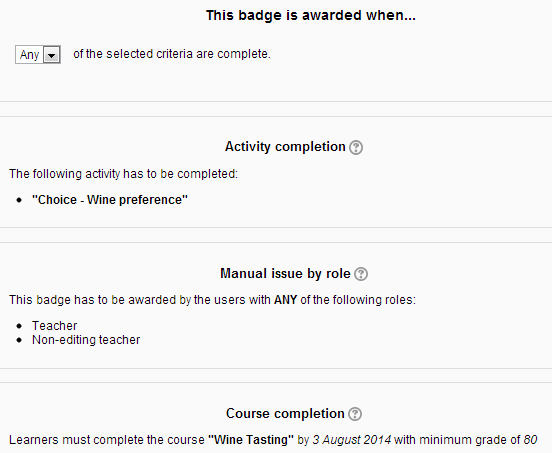 This badge is awarded when...
Any of the selected criteria are complete.
Activity completion
The following activity has to be completed:
"Choice - Wine preference"
Manual issue by role
This badge has to be awarded by the users with ANY of the following roles:
Teacher
Non-editing teacher
Course completion
Learners must complete the course "Wine Tasting" by 3 August 2014 with minimum grade of 80